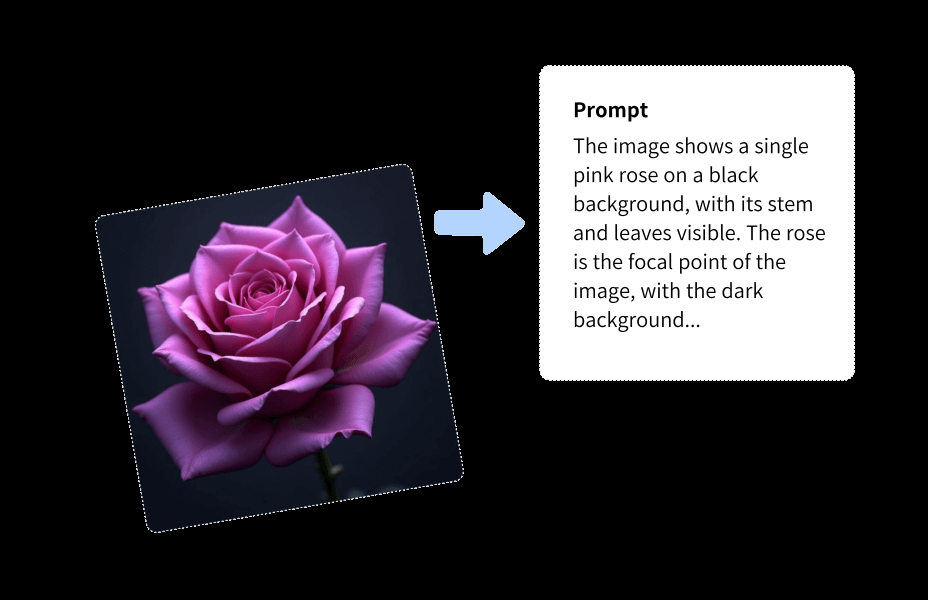 Prompt
The image shows a single
pink rose on a black
background, with its stem
and leaves visible. The rose
is the focal point of the
image, with the dark
background...